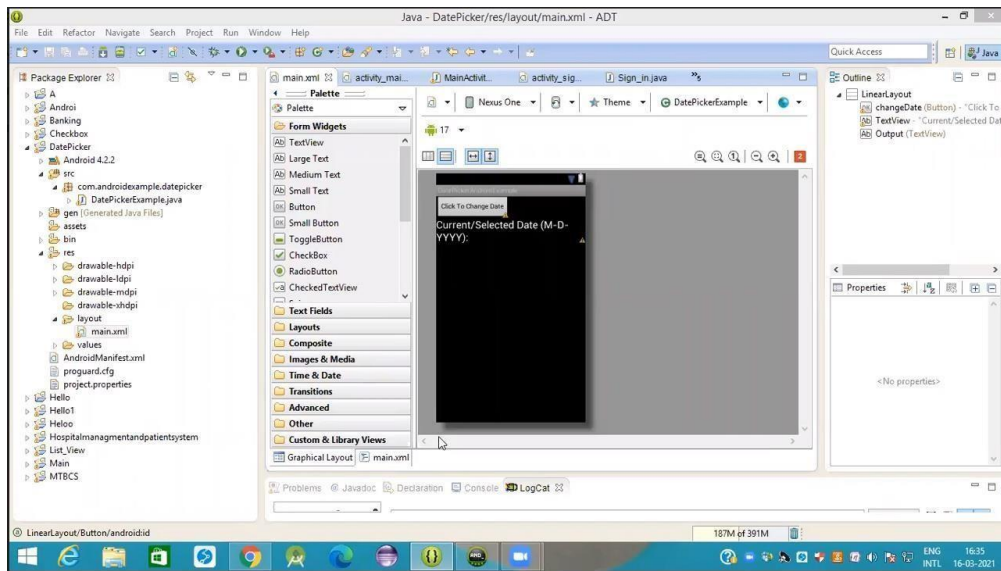 Java - DatePicker/res/layout/main.xml - ADT
File Edit Refactor Navigate Search Project Run Window Help
Quick Access
Java
Package Explorer
A
Androi
Banking
Checkbox
DatePicker
Android 4.2.2
src
com.androidexample.datepicker
DatePickerExample.java
gen [Generated Java Files]
assets
bin
res
drawable-hdpi
drawable-ldpi
drawable-mdpi
drawable-xhdpi
layout
main.xml
values
AndroidManifest.xml
proguard.cfg
project.properties
Hello
Hello1
Heloo
Hospitalmanagmentandpatientsystem
List_View
Main
MTBCS
main.xml
activity_mai...
MainActivit...
activity_sig...
Sign_in.java
»5
Palette
Palette
Form Widgets
TextView
Large Text
Medium Text
Small Text
Button
Small Button
ToggleButton
CheckBox
RadioButton
CheckedTextView
Text Fields
Layouts
Composite
Images & Media
Time & Date
Transitions
Advanced
Other
Custom & Library Views
Graphical Layout
main.xml
Nexus One
Theme
DatePickerExample
17
2
Click To Change Date
Current/Selected Date (M-D-
YYYY):
Outline
LinearLayout
changeDate (Button) - "Click To
TextView - "Current/Selected Dat
Output (TextView)
Properties
<No properties>
Problems @ Javadoc Declaration Console LogCat
LinearLayout/Button/android:id
187M of 391M
ENG
INTL
16:35
16-03-2021